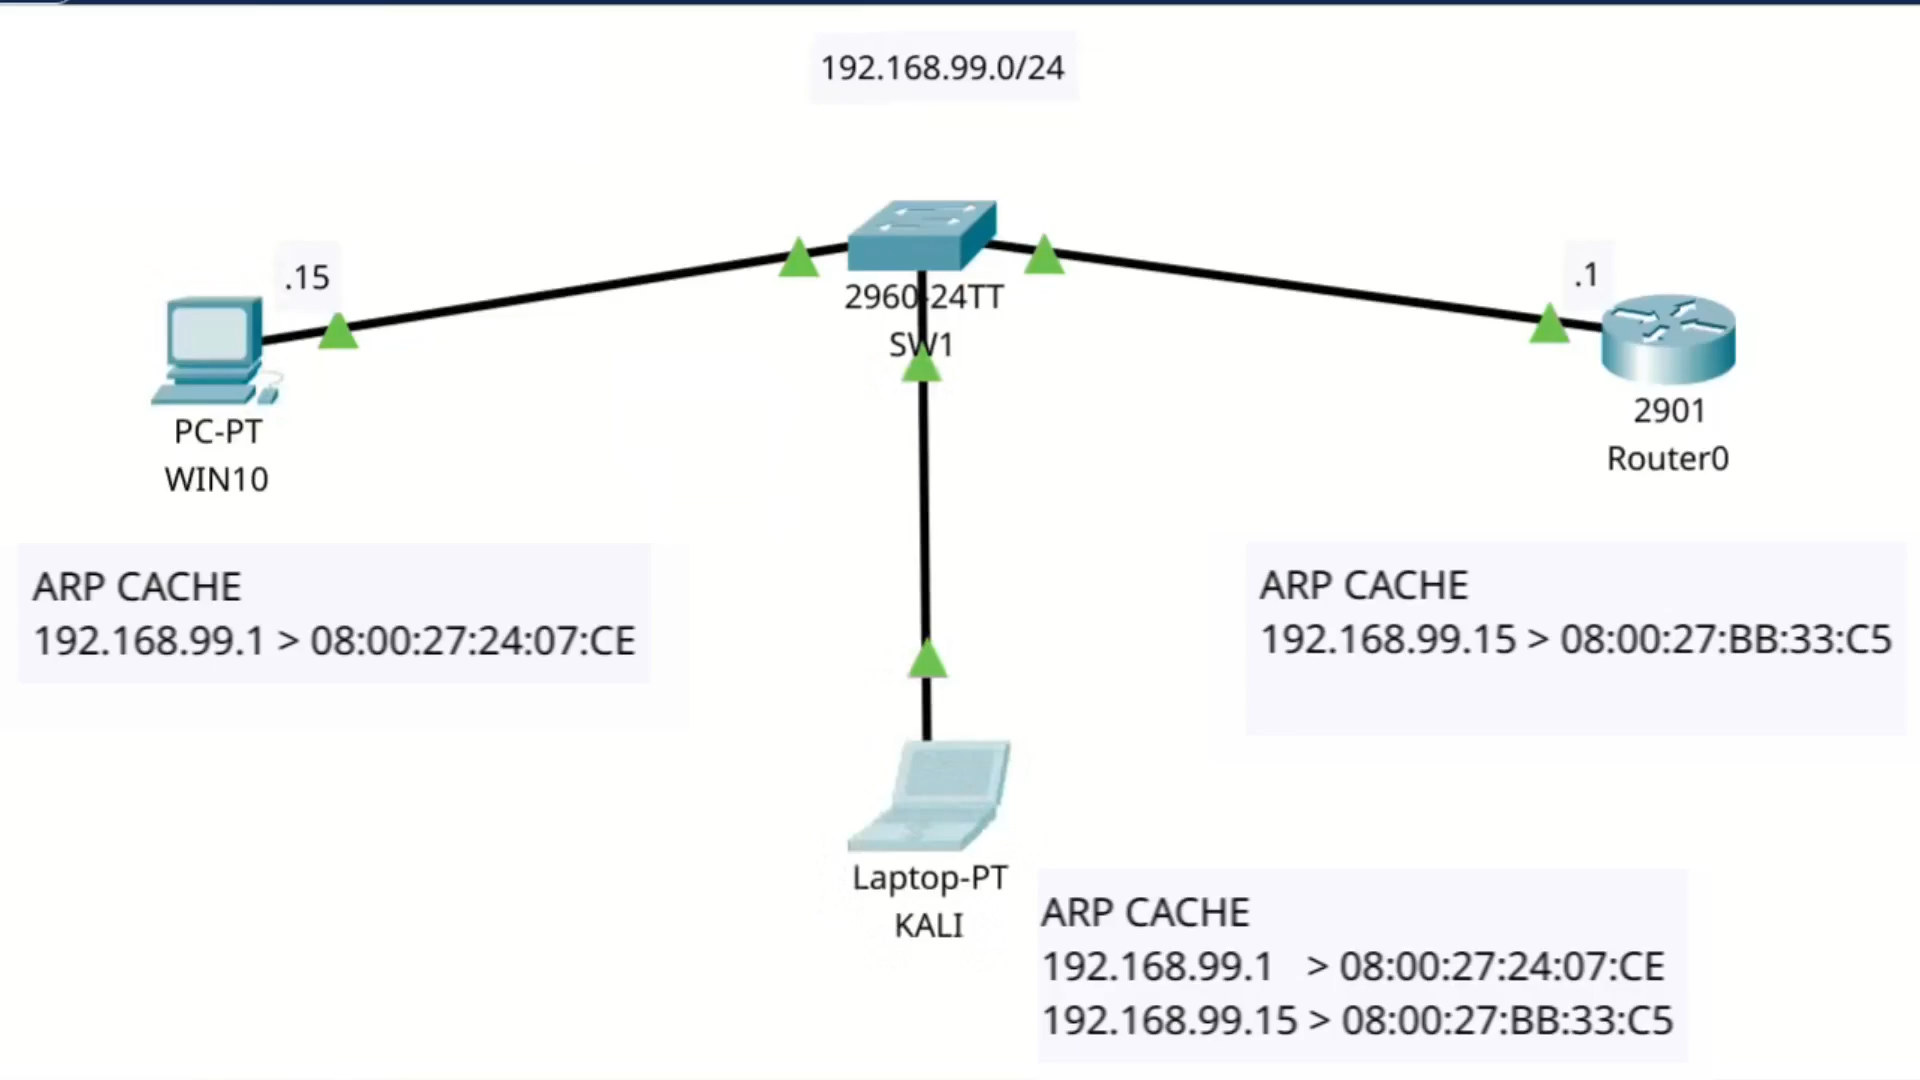 192.168.99.0/24
.15
.1
2960-24TT
SW1
PC-PT
WIN10
2901
Router0
ARP CACHE
192.168.99.1 > 08:00:27:24:07:CE
ARP CACHE
192.168.99.15 > 08:00:27:BB:33:C5
Laptop-PT
KALI
ARP CACHE
192.168.99.1 > 08:00:27:24:07:CE
192.168.99.15 > 08:00:27:BB:33:C5